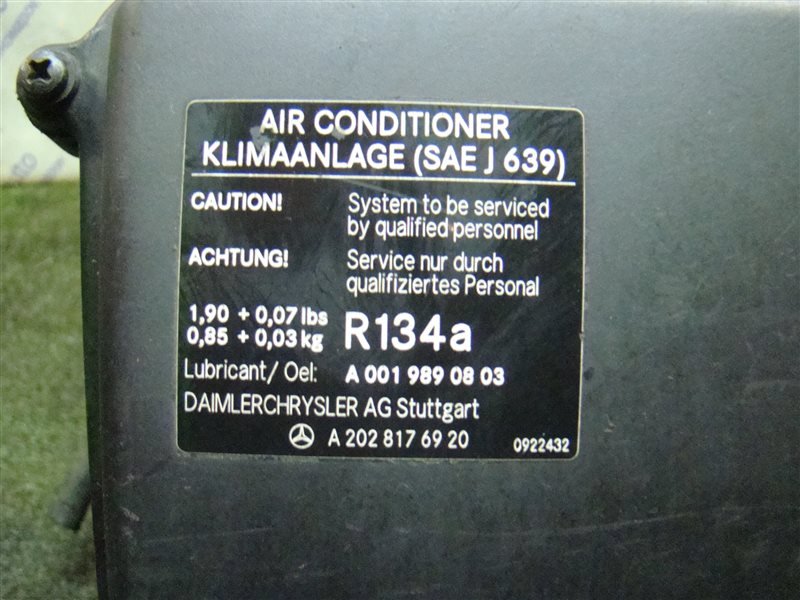 AIR CONDITIONER
KLIMAANLAGE (SAE J 639)
CAUTION! System to be serviced
by qualified personnel
ACHTUNG! Service nur durch
qualifiziertes Personal
1,90 + 0,07 lbs
0,85 + 0,03 kg R134a
Lubricant/ Oel: A 001 989 08 03
DAIMLERCHRYSLER AG Stuttgart
A 202 817 69 20 0922432